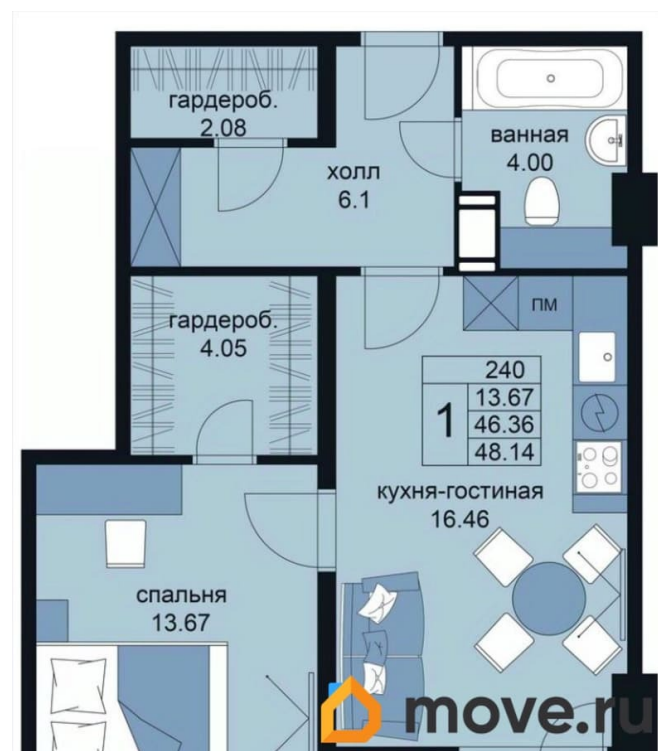 гардероб.
2.08
ванная
4.00
холл
6.1
гардероб.
4.05
ПМ
240
1
13.67
46.36
48.14
кухня-гостиная
16.46
спальня
13.67
move.ru